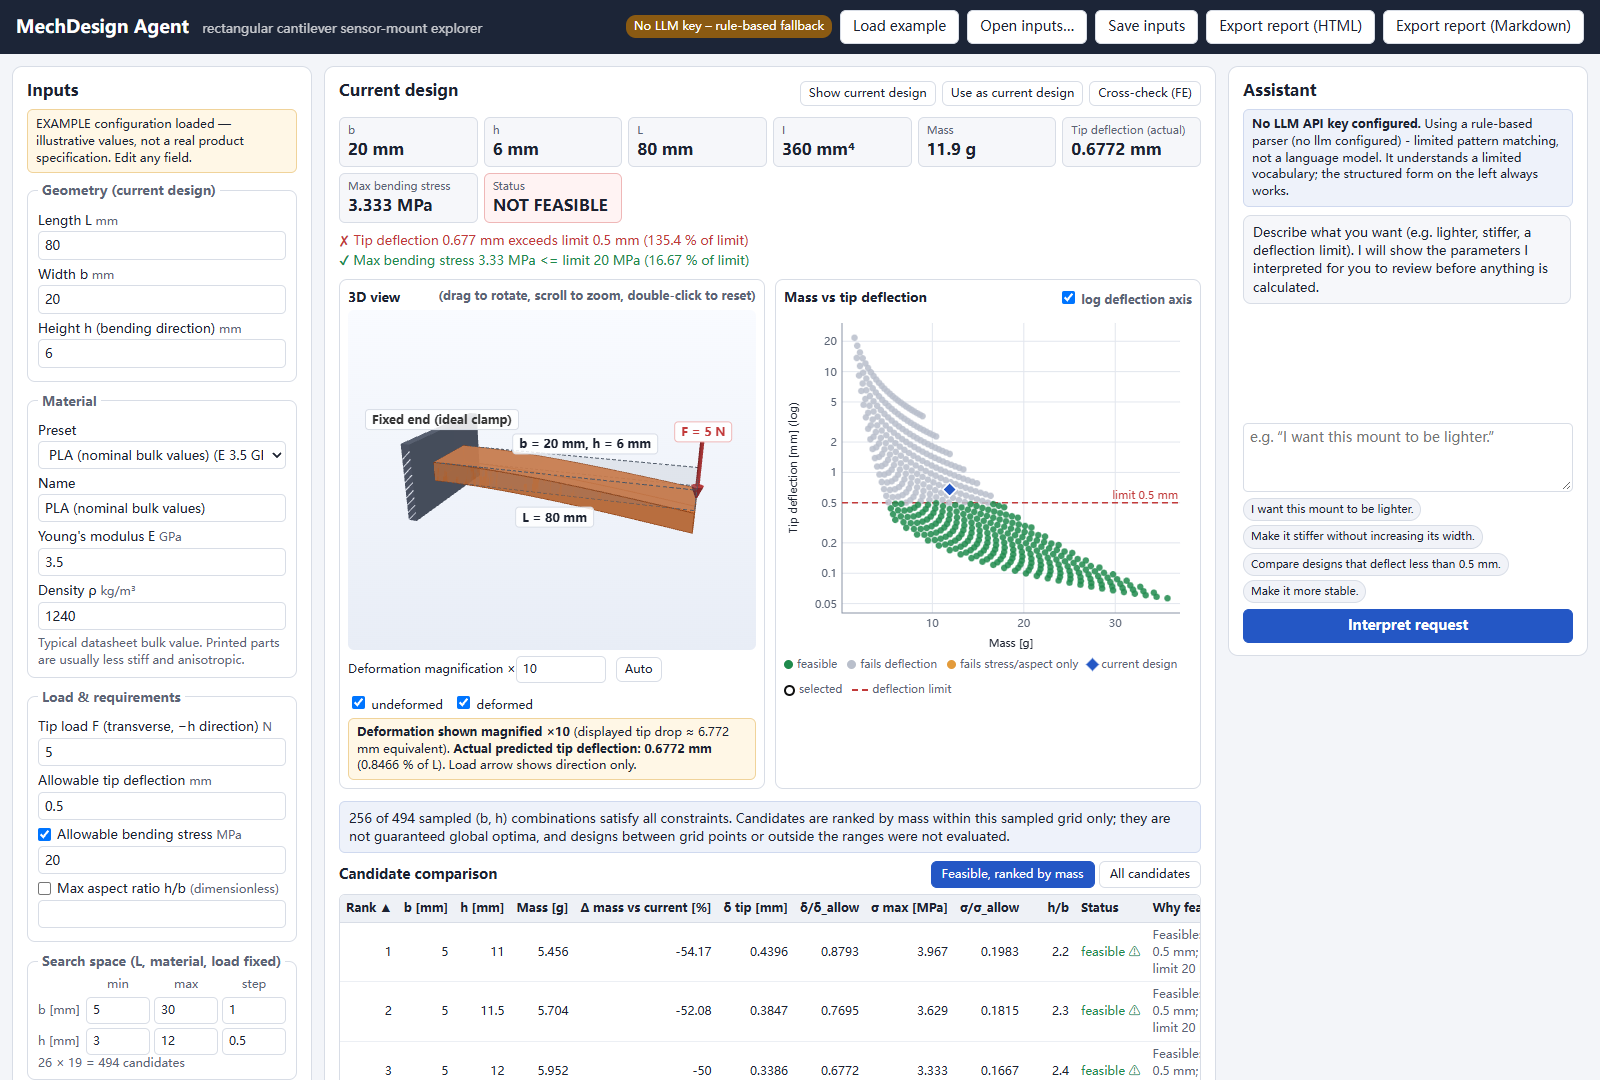 MechDesign Agent rectangular cantilever sensor-mount explorer
No LLM key – rule-based fallback
Load example
Open inputs...
Save inputs
Export report (HTML)
Export report (Markdown)
Inputs
EXAMPLE configuration loaded —
illustrative values, not a real product
specification. Edit any field.
Geometry (current design)
Length L mm
80
Width b mm
20
Height h (bending direction) mm
6
Material
Preset
PLA (nominal bulk values) (E 3.5 GI
Name
PLA (nominal bulk values)
Young's modulus E GPa
3.5
Density ρ kg/m³
1240
Typical datasheet bulk value. Printed parts
are usually less stiff and anisotropic.
Load & requirements
Tip load F (transverse, −h direction) N
5
Allowable tip deflection mm
0.5
Allowable bending stress MPa
20
Max aspect ratio h/b (dimensionless)
Search space (L, material, load fixed)
min max step
b [mm] 5 30 1
h [mm] 3 12 0.5
26 × 19 = 494 candidates
Current design
Show current design
Use as current design
Cross-check (FE)
b
20 mm
h
6 mm
L
80 mm
I
360 mm⁴
Mass
11.9 g
Tip deflection (actual)
0.6772 mm
Max bending stress
3.333 MPa
Status
NOT FEASIBLE
✗ Tip deflection 0.677 mm exceeds limit 0.5 mm (135.4 % of limit)
✓ Max bending stress 3.33 MPa <= limit 20 MPa (16.67 % of limit)
3D view (drag to rotate, scroll to zoom, double-click to reset)
Fixed end (ideal clamp)
b = 20 mm, h = 6 mm
F = 5 N
L = 80 mm
Deformation magnification × 10 Auto
undeformed deformed
Deformation shown magnified ×10 (displayed tip drop ≈ 6.772
mm equivalent). Actual predicted tip deflection: 0.6772 mm
(0.8466 % of L). Load arrow shows direction only.
Mass vs tip deflection log deflection axis
Tip deflection [mm] (log)
20
10
5
2
1
0.5
0.2
0.1
0.05
limit 0.5 mm
10 20 30
Mass [g]
feasible fails deflection fails stress/aspect only current design
selected deflection limit
256 of 494 sampled (b, h) combinations satisfy all constraints. Candidates are ranked by mass within this sampled grid only; they are
not guaranteed global optima, and designs between grid points or outside the ranges were not evaluated.
Candidate comparison
Feasible, ranked by mass
All candidates
Rank ▲ b [mm] h [mm] Mass [g] Δ mass vs current [%] δ tip [mm] δ/δ_allow σ max [MPa] σ/σ_allow h/b Status Why fea
1 5 11 5.456 -54.17 0.4396 0.8793 3.967 0.1983 2.2 feasible ⚠ Feasible:
0.5 mm;
limit 20
2 5 11.5 5.704 -52.08 0.3847 0.7695 3.629 0.1815 2.3 feasible ⚠ Feasible:
0.5 mm;
limit 20
3 5 12 5.952 -50 0.3386 0.6772 3.333 0.1667 2.4 feasible ⚠ Feasible:
0.5 mm;
Assistant
No LLM API key configured. Using a rule-based
parser (no llm configured) - limited pattern matching,
not a language model. It understands a limited
vocabulary; the structured form on the left always
works.
Describe what you want (e.g. lighter, stiffer, a
deflection limit). I will show the parameters I
interpreted for you to review before anything is
calculated.
e.g. “I want this mount to be lighter.”
I want this mount to be lighter.
Make it stiffer without increasing its width.
Compare designs that deflect less than 0.5 mm.
Make it more stable.
Interpret request